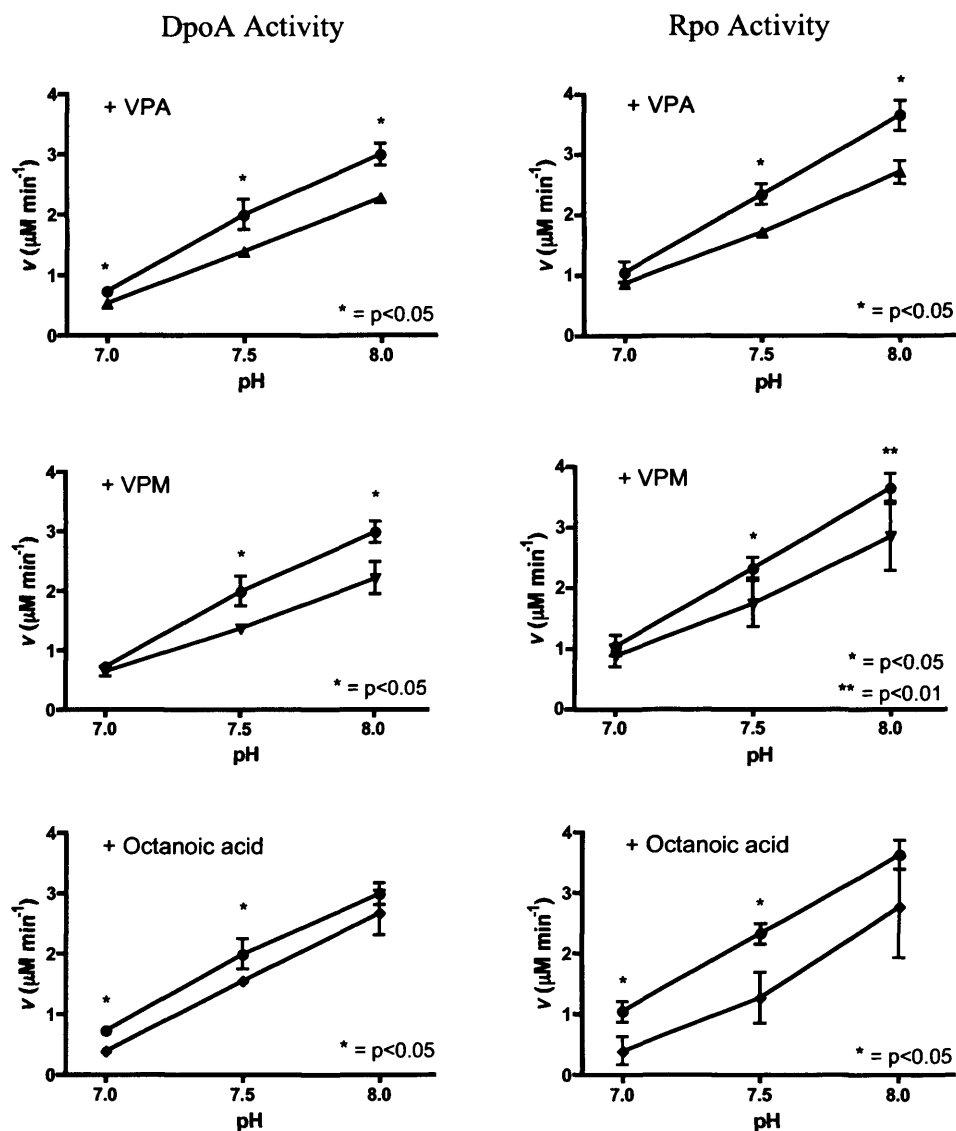 DpoA Activity
Rpo Activity
+ VPA
4
3
2
1
0
v (µM min-1)
*
*
*
* = p<0.05
7.0
7.5
8.0
pH
+ VPA
4
3
2
1
0
v (µM min-1)
*
*
* = p<0.05
7.0
7.5
8.0
pH
+ VPM
4
3
2
1
0
v (µM min-1)
*
*
* = p<0.05
7.0
7.5
8.0
pH
+ VPM
4
3
2
1
0
v (µM min-1)
*
**
* = p<0.05
** = p<0.01
7.0
7.5
8.0
pH
+ Octanoic acid
4
3
2
1
0
v (µM min-1)
*
*
* = p<0.05
7.0
7.5
8.0
pH
+ Octanoic acid
4
3
2
1
0
v (µM min-1)
*
*
* = p<0.05
7.0
7.5
8.0
pH